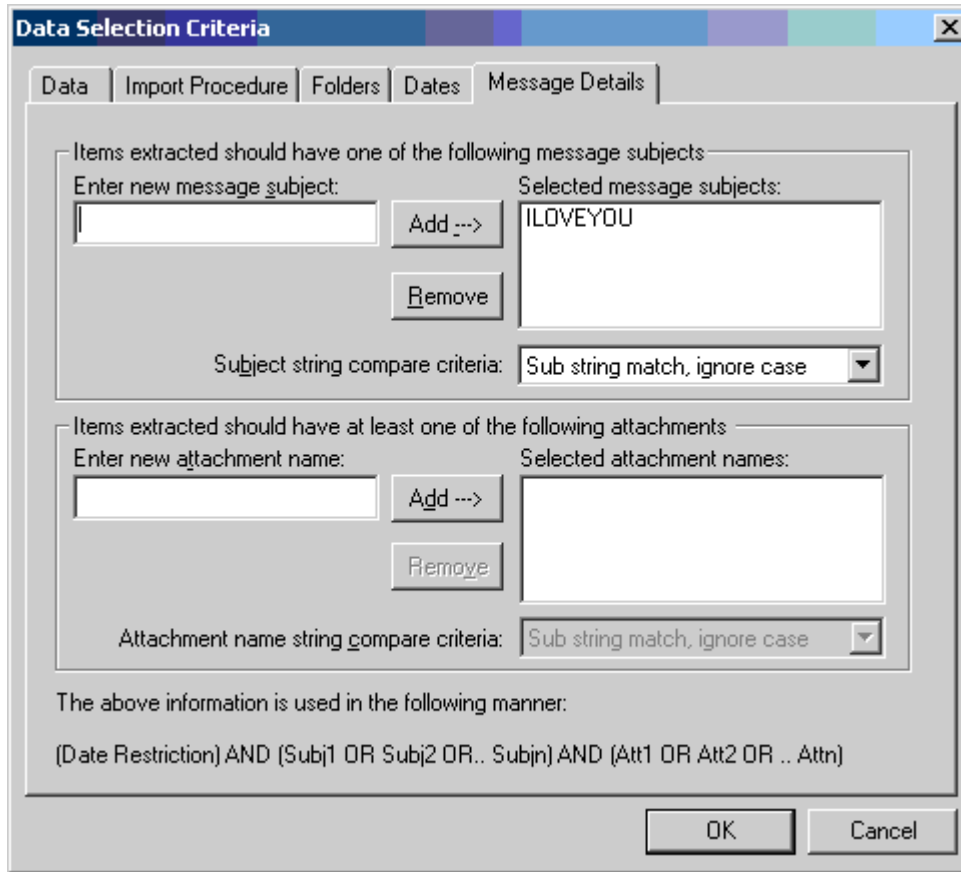 Data Selection Criteria
Data Import Procedure Folders Dates Message Details
Items extracted should have one of the following message subjects
Enter new message subject: Selected message subjects:
Add ---> ILOVEYOU
Remove
Subject string compare criteria: Sub string match, ignore case
Items extracted should have at least one of the following attachments
Enter new attachment name: Selected attachment names:
Add --->
Remove
Attachment name string compare criteria: Sub string match, ignore case
The above information is used in the following manner:
(Date Restriction) AND (Subj1 OR Subj2 OR.. Subjn) AND (Att1 OR Att2 OR .. Attn)
OK Cancel